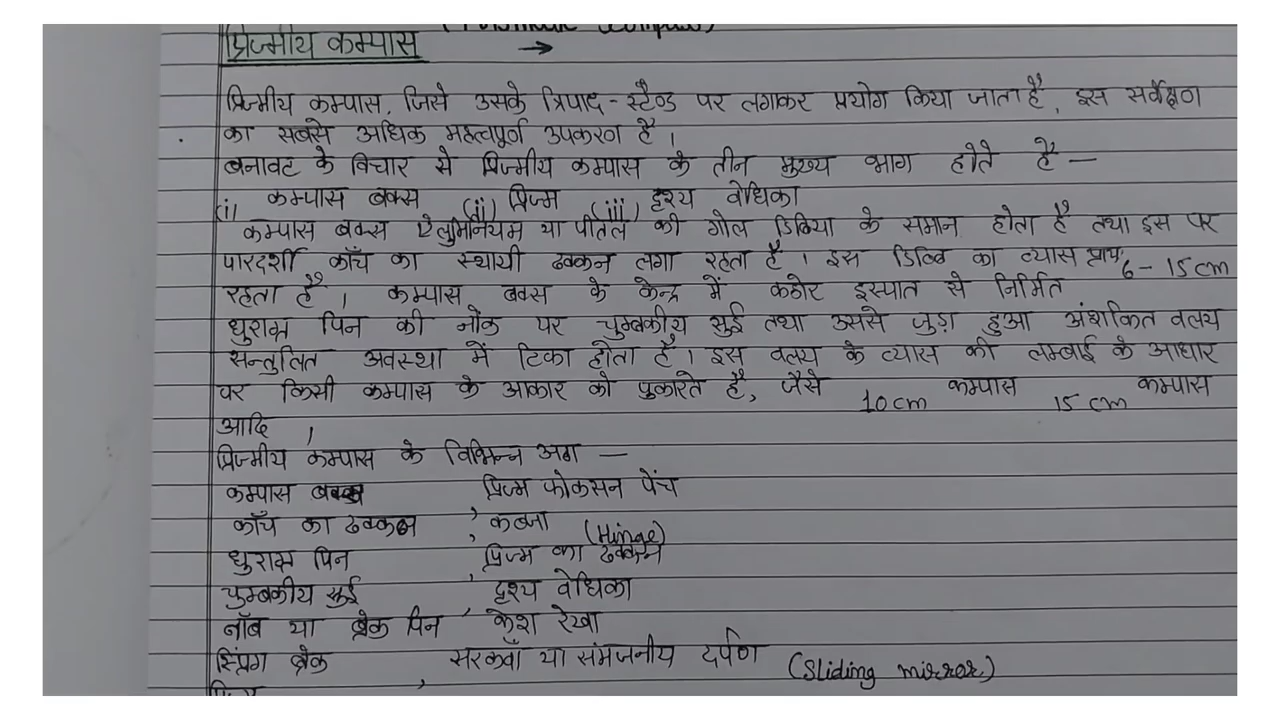 प्रिज्मीय कम्पास →
प्रिज्मीय कम्पास, जिसे उसके त्रिपाद-स्टैण्ड पर लगाकर प्रयोग किया जाता है, इस सर्वेक्षण
का सबसे अधिक महत्वपूर्ण उपकरण है।
बनावट के विचार से प्रिज्मीय कम्पास के तीन मुख्य भाग होते है —
(i) कम्पास बक्स (ii) प्रिज्म (iii) दृश्य वेधिका
कम्पास बक्स ऐलुमिनियम या पीतल की गोल डिबिया के समान होता है तथा इस पर
पारदर्शी काँच का स्थायी ढक्कन लगा रहता है। इस डिब्बि का व्यास प्रायः 6-15 cm
रहता है। कम्पास बक्स के केन्द्र में कठोर इस्पात से निर्मित
धुराग्र पिन की नोंक पर चुम्बकीय सुई तथा उससे जुड़ा हुआ अंशांकित वलय
सन्तुलित अवस्था में टिका होता है। इस वलय के व्यास की लम्बाई के आधार
पर किसी कम्पास के आकार को पुकारते है, जैसे 10 cm कम्पास 15 cm कम्पास
आदि।
प्रिज्मीय कम्पास के विभिन्न अंग —
कम्पास बक्स प्रिज्म फोकसन पेंच
काँच का ढक्कन , कब्जा (Hinge)
धुराग्र पिन प्रिज्म का ढक्कन
चुम्बकीय सुई , दृश्य वेधिका
नॉब या ब्रेक पिन , केश रेखा
स्प्रिंग ब्रेक , सरकवाँ या समंजनीय दर्पण (Sliding mirror)